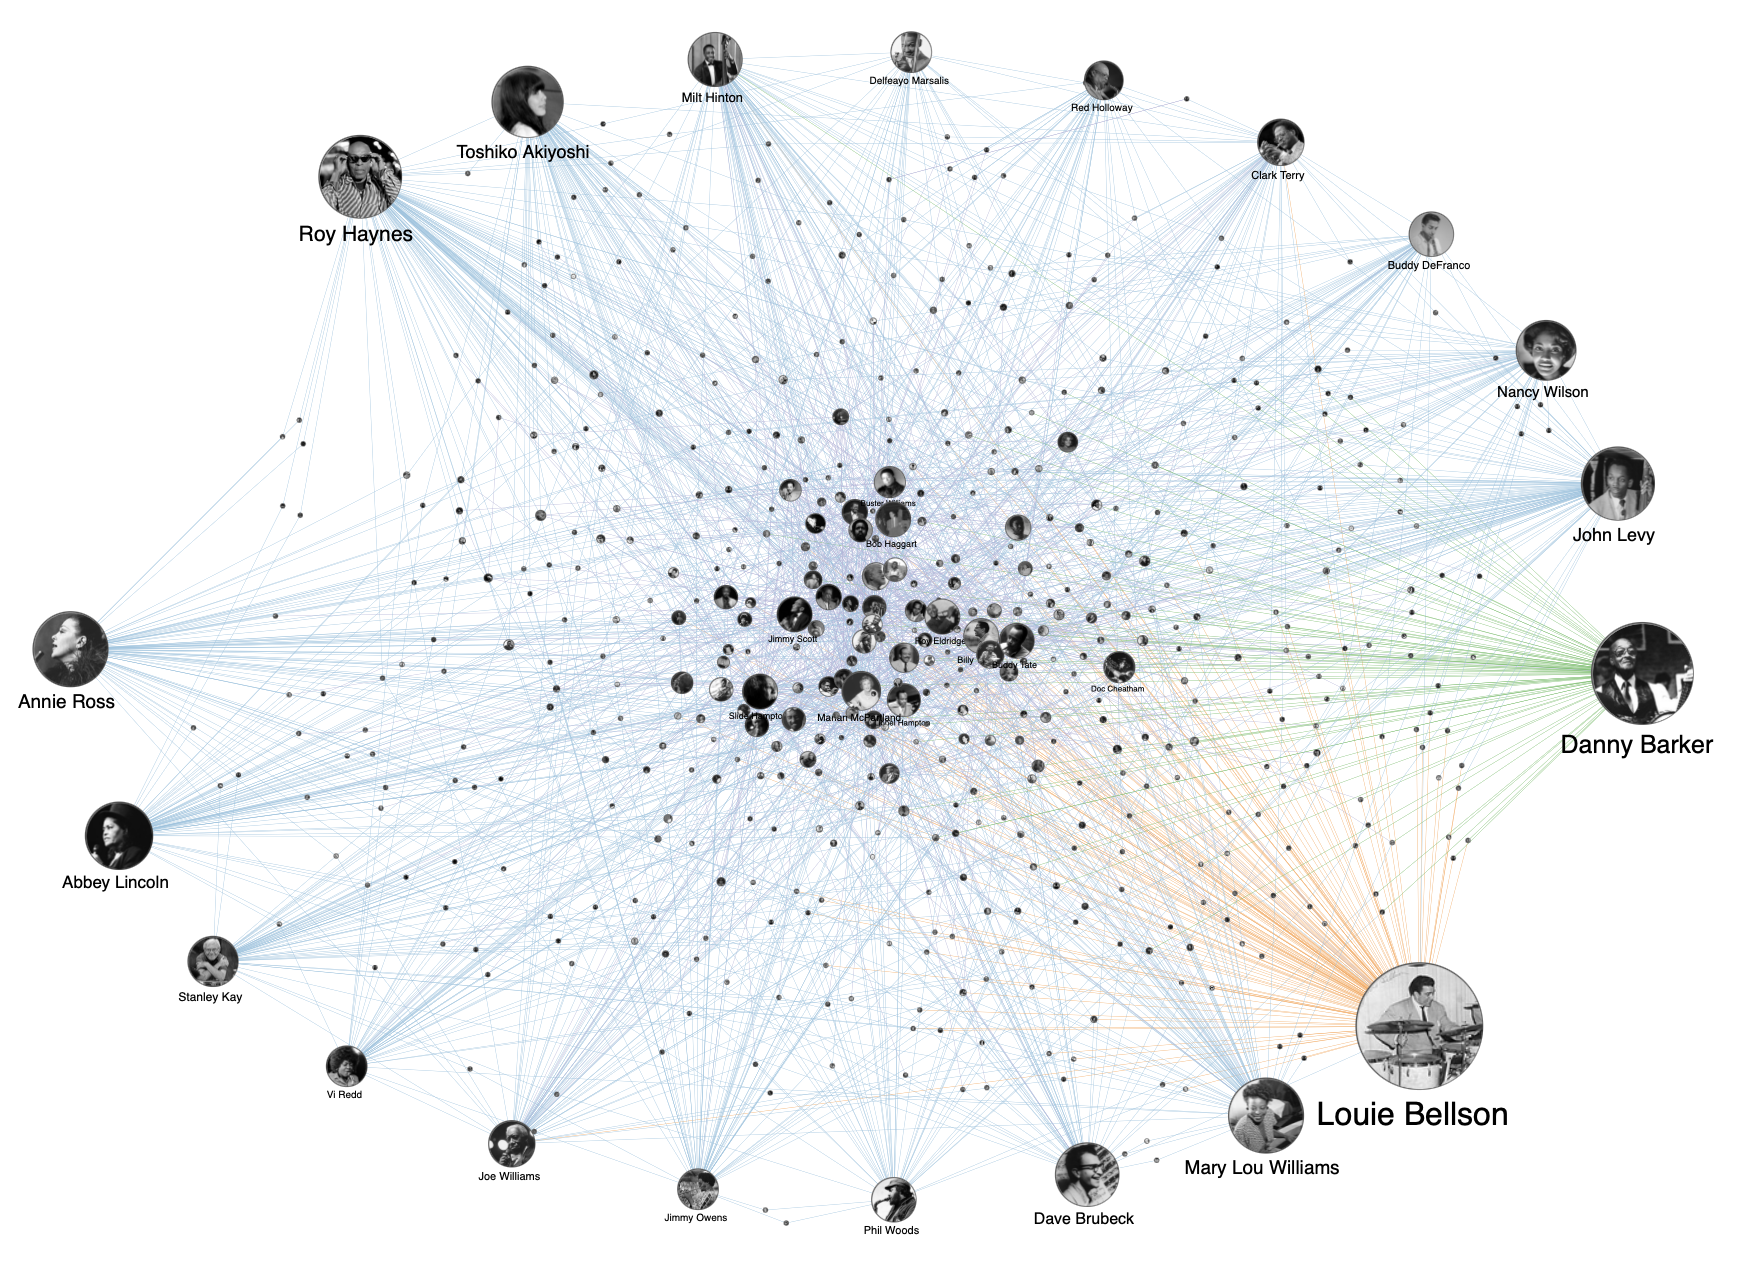 Delfeayo Marsalis
Milt Hinton
Red Holloway
Toshiko Akiyoshi
Clark Terry
Roy Haynes
Buddy DeFranco
Nancy Wilson
Buster Williams
John Levy
Bob Haggart
Jimmy Scott
Roy Eldridge
Billy
Buddy Tate
Doc Cheatham
Annie Ross
Slide Hampto
Marian McPartland
Lionel Hampton
Danny Barker
Abbey Lincoln
Stanley Kay
Vi Redd
Louie Bellson
Mary Lou Williams
Joe Williams
Jimmy Owens
Dave Brubeck
Phil Woods